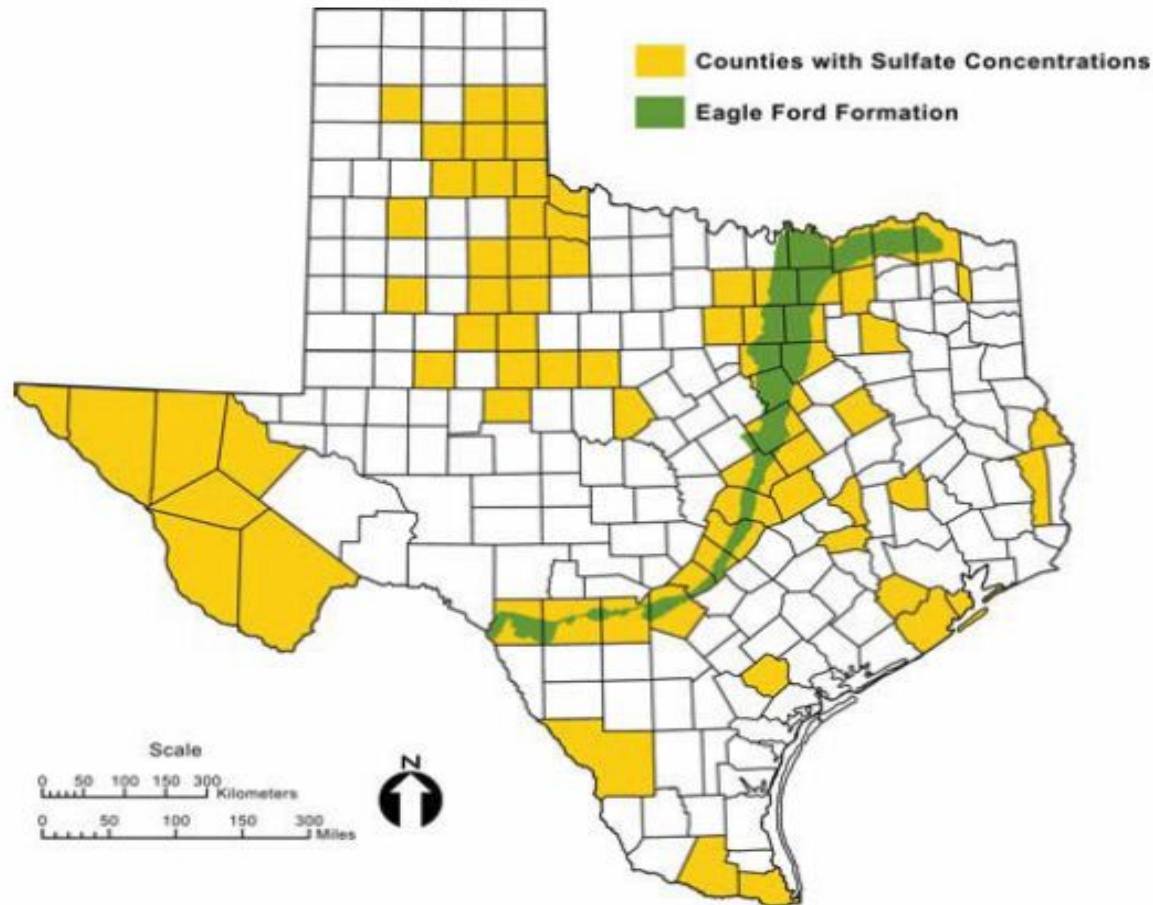 Counties with Sulfate Concentrations
Eagle Ford Formation
Scale
0 50 100 150 300
Kilometers
0 50 100 150 300
Miles
N